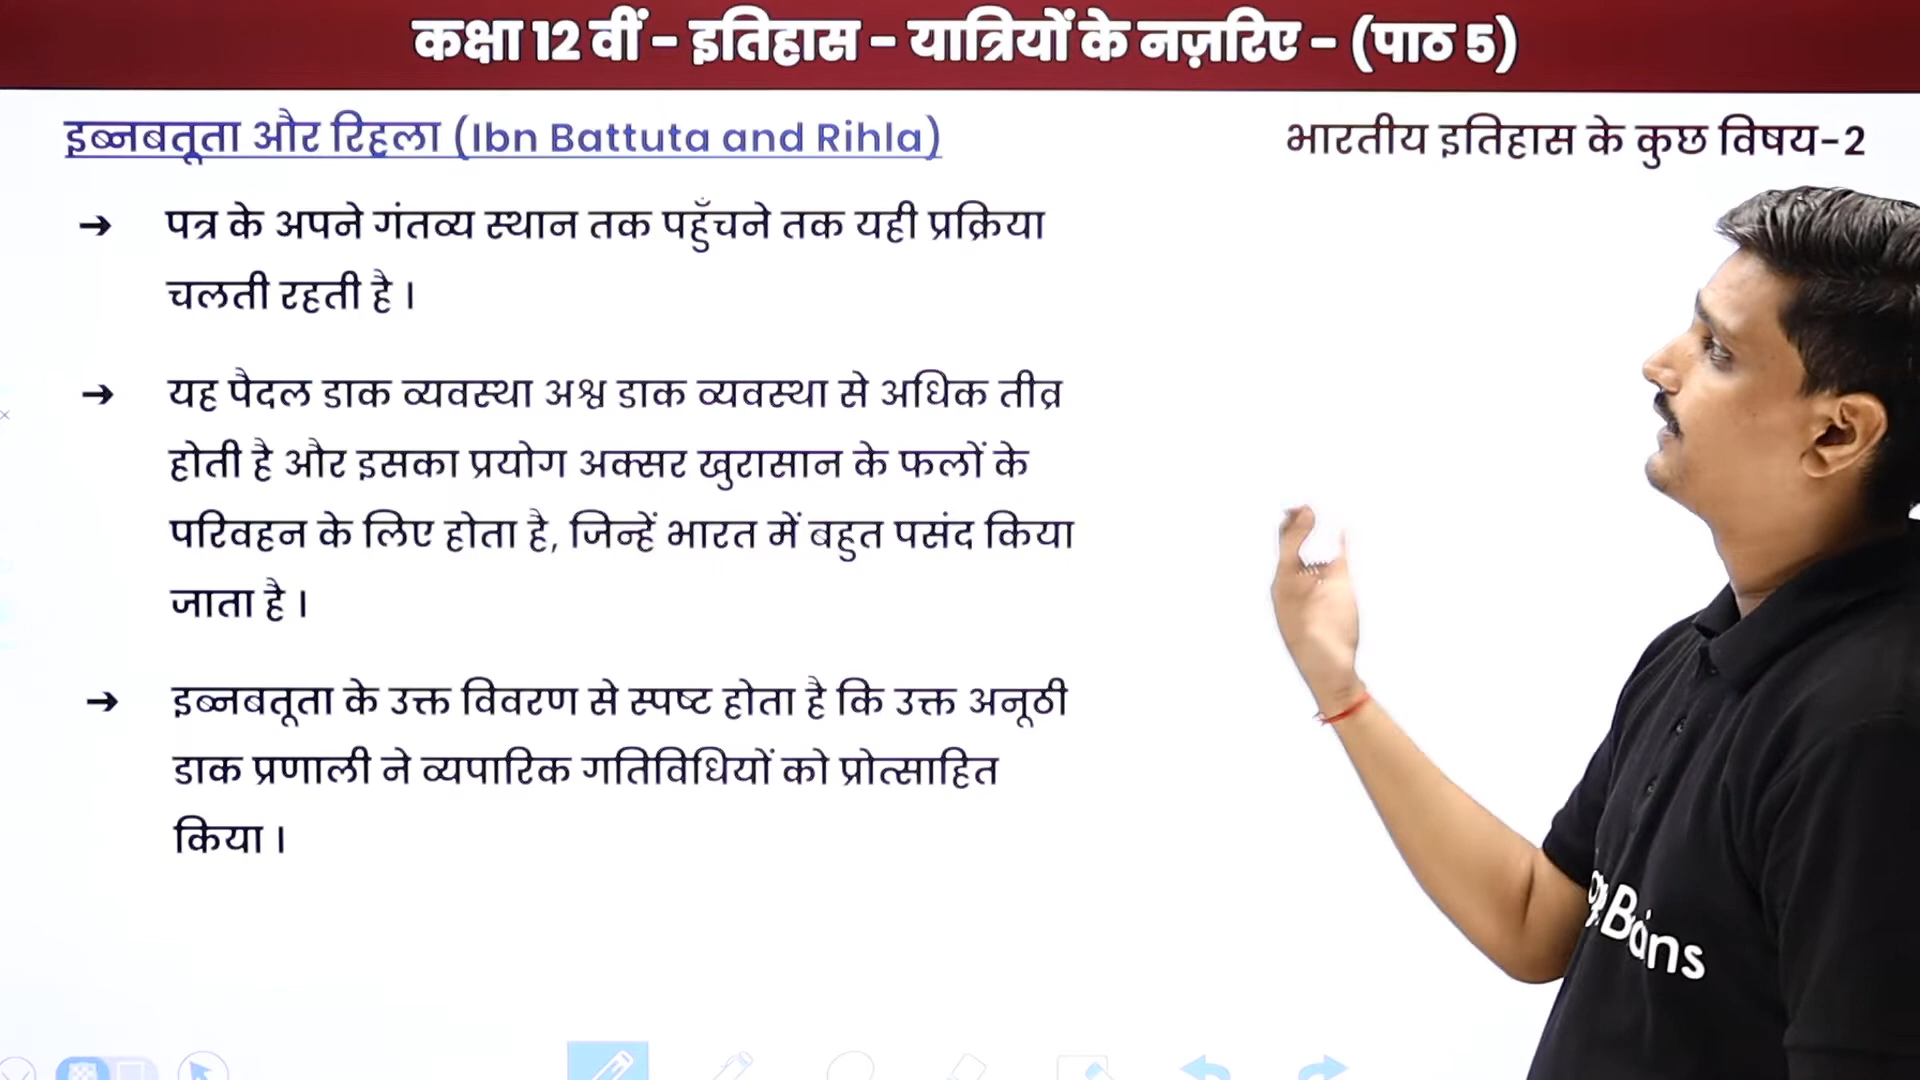 कक्षा 12 वीं - इतिहास - यात्रियों के नज़रिए - (पाठ 5)
इब्नबतूता और रिहला (Ibn Battuta and Rihla)
भारतीय इतिहास के कुछ विषय-2
→ पत्र के अपने गंतव्य स्थान तक पहुँचने तक यही प्रक्रिया
चलती रहती है ।
→ यह पैदल डाक व्यवस्था अश्व डाक व्यवस्था से अधिक तीव्र
होती है और इसका प्रयोग अक्सर खुरासान के फलों के
परिवहन के लिए होता है, जिन्हें भारत में बहुत पसंद किया
जाता है ।
→ इब्नबतूता के उक्त विवरण से स्पष्ट होता है कि उक्त अनूठी
डाक प्रणाली ने व्यपारिक गतिविधियों को प्रोत्साहित
किया ।